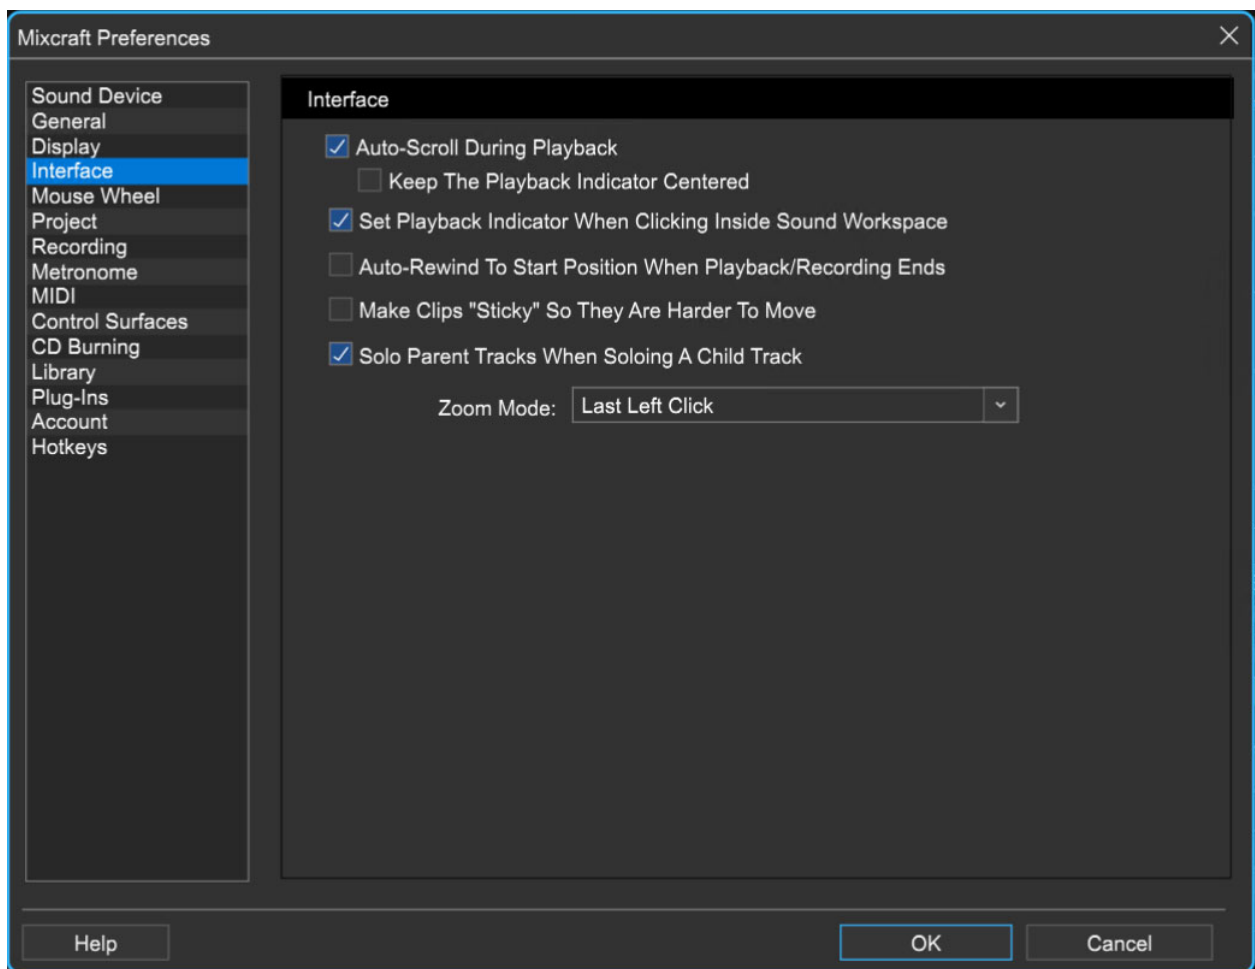 Mixcraft Preferences
Sound Device
General
Display
Interface
Mouse Wheel
Project
Recording
Metronome
MIDI
Control Surfaces
CD Burning
Library
Plug-Ins
Account
Hotkeys
Interface
Auto-Scroll During Playback
Keep The Playback Indicator Centered
Set Playback Indicator When Clicking Inside Sound Workspace
Auto-Rewind To Start Position When Playback/Recording Ends
Make Clips "Sticky" So They Are Harder To Move
Solo Parent Tracks When Soloing A Child Track
Zoom Mode: Last Left Click
Help OK Cancel